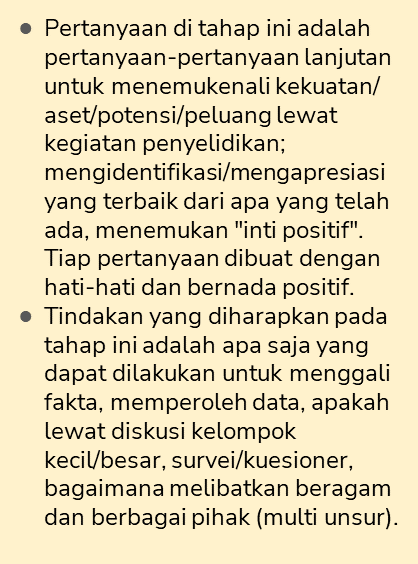 ● Pertanyaan di tahap ini adalah
pertanyaan-pertanyaan lanjutan
untuk menemukenali kekuatan/
aset/potensi/peluang lewat
kegiatan penyelidikan;
mengidentifikasi/mengapresiasi
yang terbaik dari apa yang telah
ada, menemukan "inti positif".
Tiap pertanyaan dibuat dengan
hati-hati dan bernada positif.
● Tindakan yang diharapkan pada
tahap ini adalah apa saja yang
dapat dilakukan untuk menggali
fakta, memperoleh data, apakah
lewat diskusi kelompok
kecil/besar, survei/kuesioner,
bagaimana melibatkan beragam
dan berbagai pihak (multi unsur).